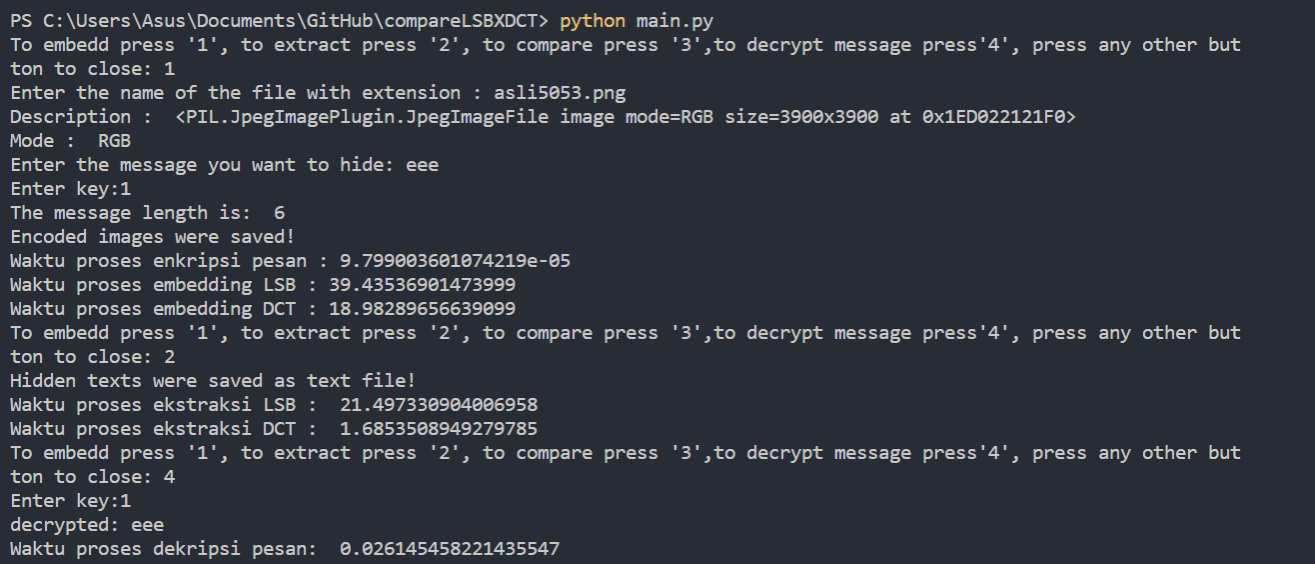 PS C:\Users\Asus\Documents\GitHub\compareLSBXDCT> python main.py
To embedd press '1', to extract press '2', to compare press '3',to decrypt message press'4', press any other but
ton to close: 1
Enter the name of the file with extension : asli5053.png
Description :  <PIL.JpegImagePlugin.JpegImageFile image mode=RGB size=3900x3900 at 0x1ED022121F0>
Mode :  RGB
Enter the message you want to hide: eee
Enter key:1
The message length is:  6
Encoded images were saved!
Waktu proses enkripsi pesan : 9.799003601074219e-05
Waktu proses embedding LSB : 39.43536901473999
Waktu proses embedding DCT : 18.98289656639099
To embedd press '1', to extract press '2', to compare press '3',to decrypt message press'4', press any other but
ton to close: 2
Hidden texts were saved as text file!
Waktu proses ekstraksi LSB :  21.497330904006958
Waktu proses ekstraksi DCT :  1.6853508949279785
To embedd press '1', to extract press '2', to compare press '3',to decrypt message press'4', press any other but
ton to close: 4
Enter key:1
decrypted: eee
Waktu proses dekripsi pesan:  0.026145458221435547